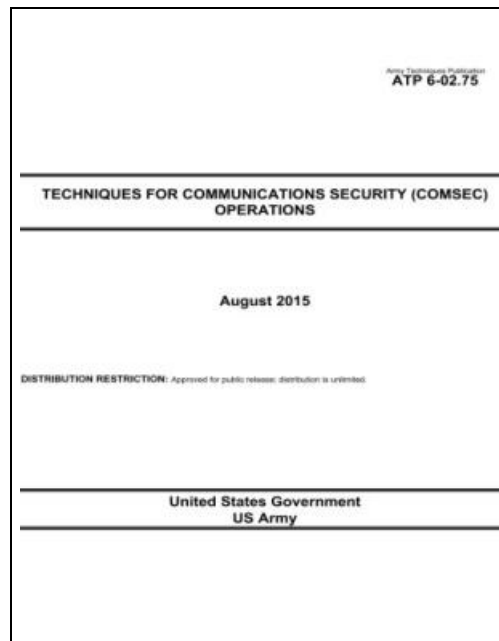 Army Techniques Publication
ATP 6-02.75
TECHNIQUES FOR COMMUNICATIONS SECURITY (COMSEC)
OPERATIONS
August 2015
DISTRIBUTION RESTRICTION: Approved for public release; distribution is unlimited.
United States Government
US Army